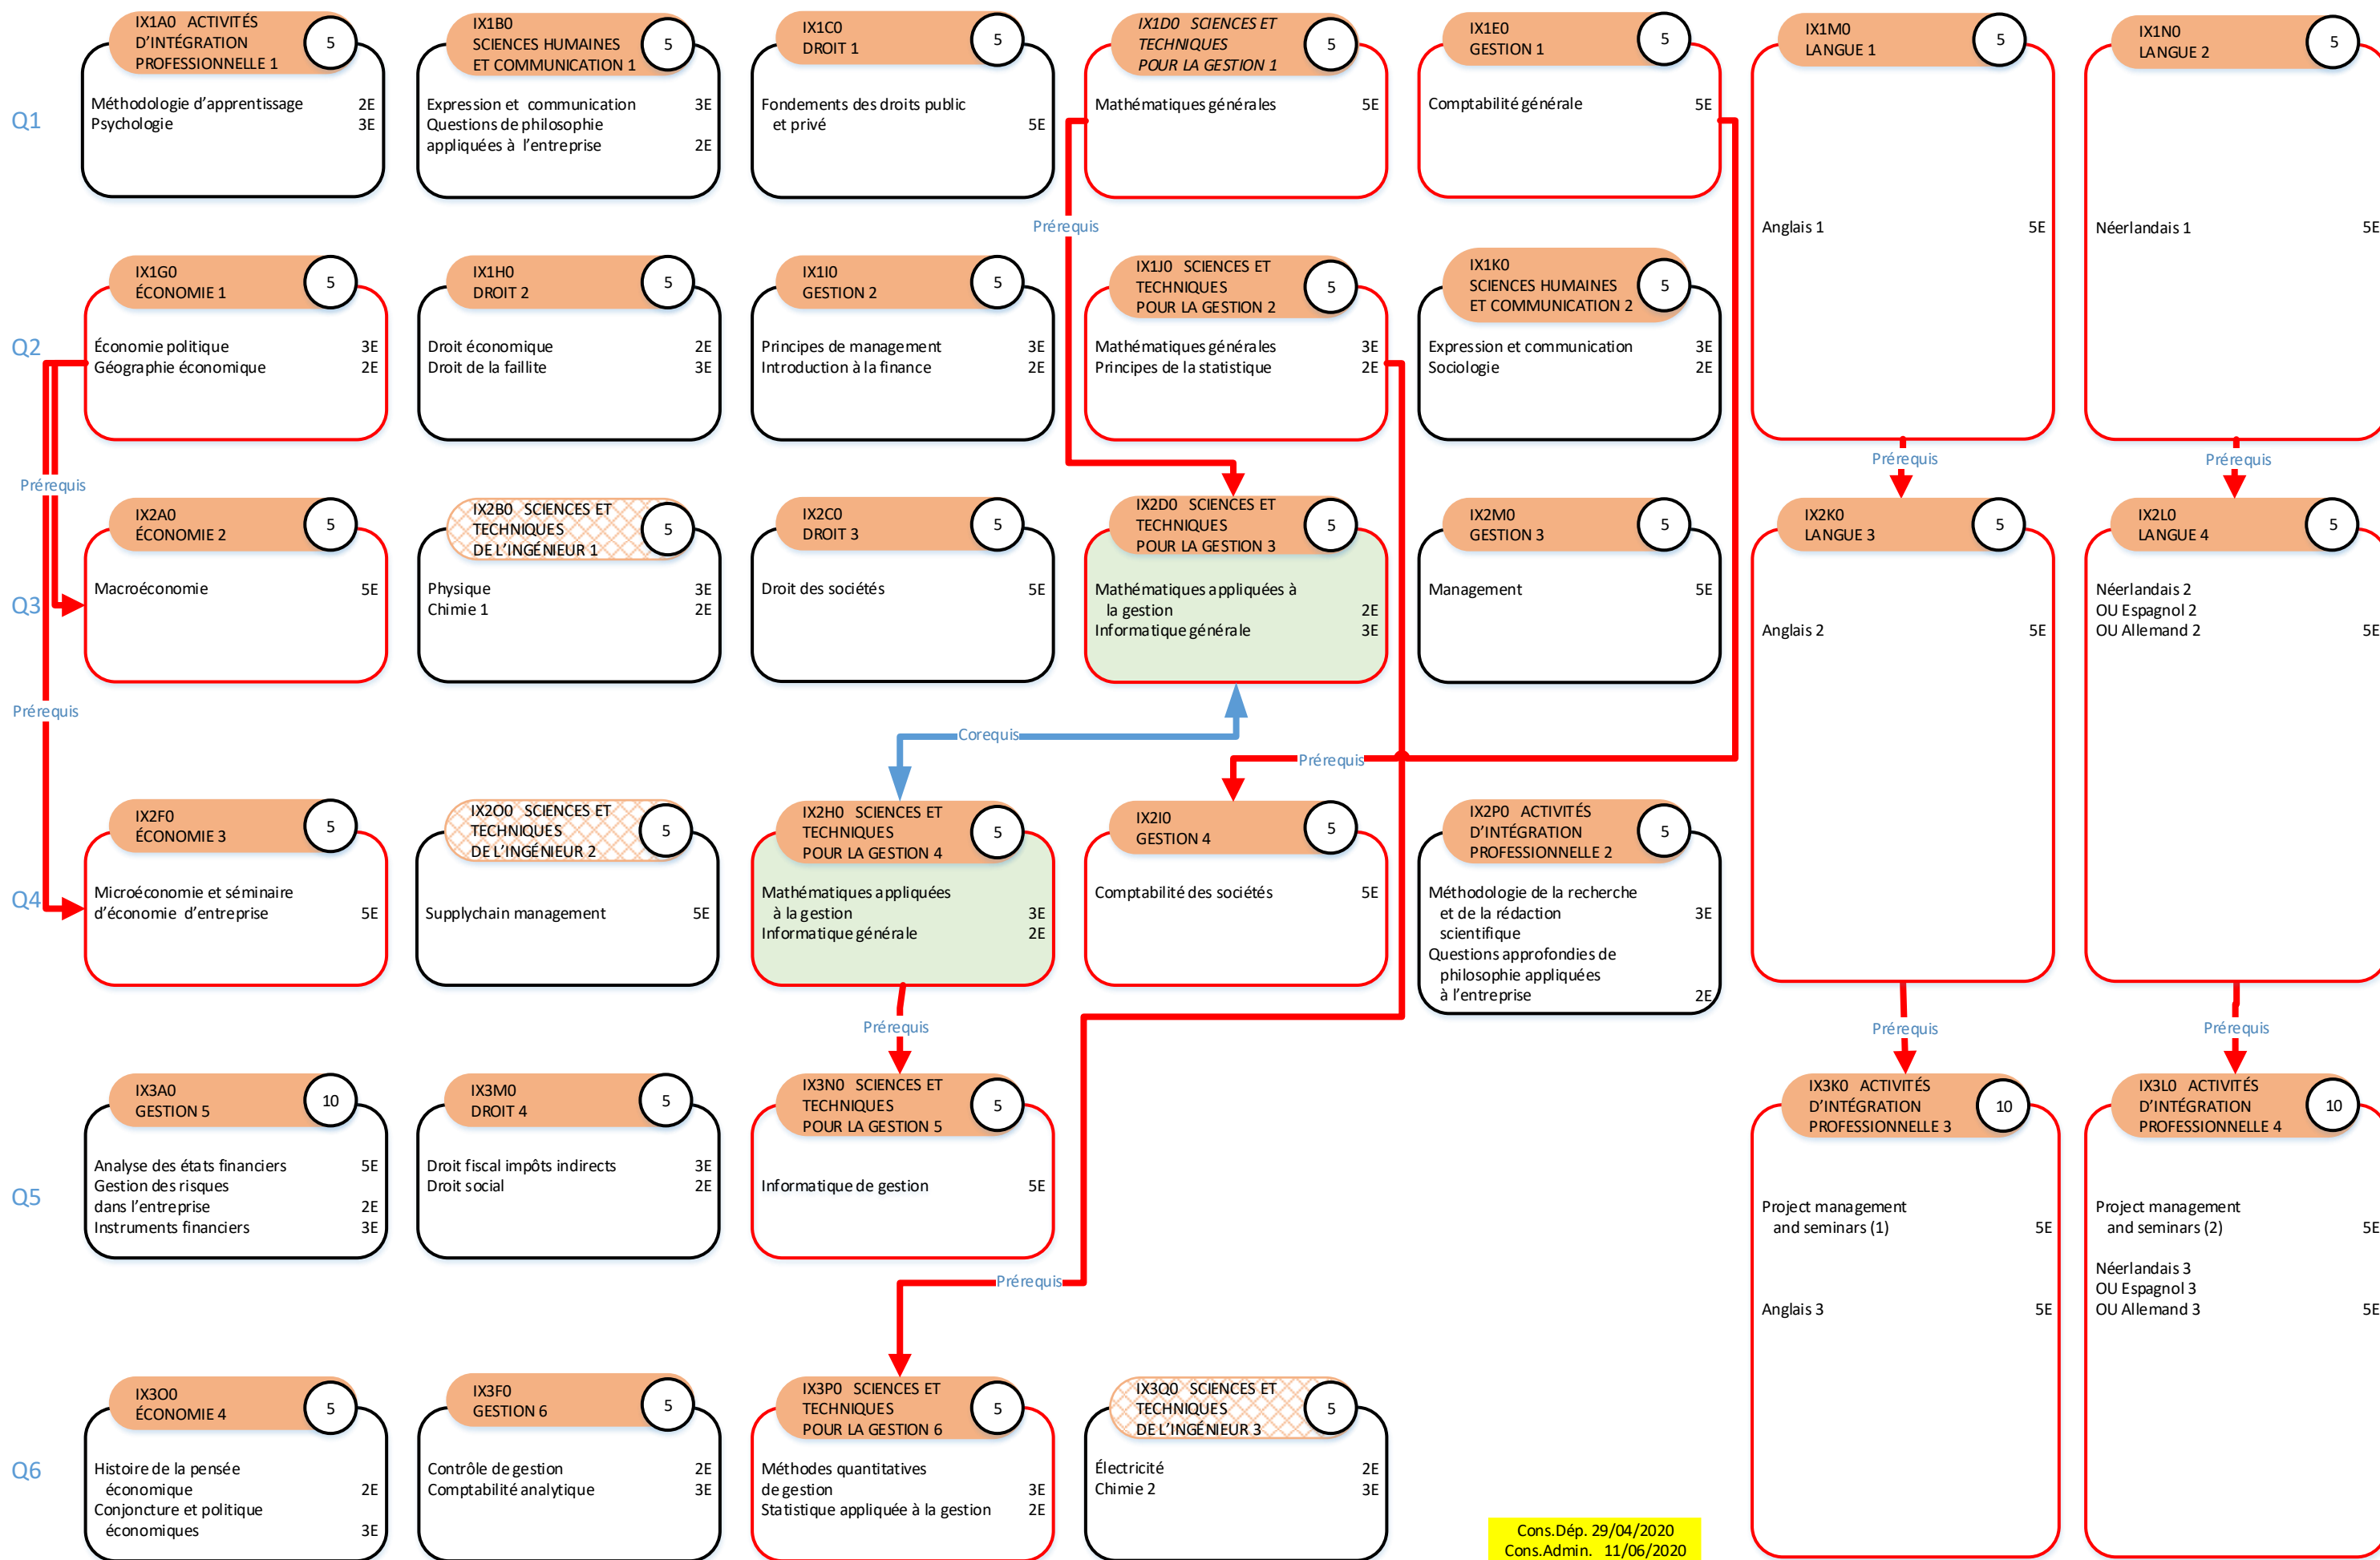 Q1
IX1A0 ACTIVITÉS
D'INTÉGRATION
PROFESSIONNELLE 1
5
Méthodologie d'apprentissage 2E
Psychologie 3E
IX1B0
SCIENCES HUMAINES
ET COMMUNICATION 1
5
Expression et communication 3E
Questions de philosophie
appliquées à l'entreprise 2E
IX1C0
DROIT 1
5
Fondements des droits public
et privé 5E
IX1D0 SCIENCES ET
TECHNIQUES
POUR LA GESTION 1
5
Mathématiques générales 5E
IX1E0
GESTION 1
5
Comptabilité générale 5E
IX1M0
LANGUE 1
5
Anglais 1 5E
IX1N0
LANGUE 2
5
Néerlandais 1 5E
Prérequis
Q2
IX1G0
ÉCONOMIE 1
5
Économie politique 3E
Géographie économique 2E
IX1H0
DROIT 2
5
Droit économique 2E
Droit de la faillite 3E
IX1I0
GESTION 2
5
Principes de management 3E
Introduction à la finance 2E
IX1J0 SCIENCES ET
TECHNIQUES
POUR LA GESTION 2
5
Mathématiques générales 3E
Principes de la statistique 2E
IX1K0
SCIENCES HUMAINES
ET COMMUNICATION 2
5
Expression et communication 3E
Sociologie 2E
Prérequis
Prérequis
Prérequis
Q3
IX2A0
ÉCONOMIE 2
5
Macroéconomie 5E
IX2B0 SCIENCES ET
TECHNIQUES
DE L'INGÉNIEUR 1
5
Physique 3E
Chimie 1 2E
IX2C0
DROIT 3
5
Droit des sociétés 5E
IX2D0 SCIENCES ET
TECHNIQUES
POUR LA GESTION 3
5
Mathématiques appliquées à
la gestion 2E
Informatique générale 3E
IX2M0
GESTION 3
5
Management 5E
IX2K0
LANGUE 3
5
Anglais 2 5E
IX2L0
LANGUE 4
5
Néerlandais 2
OU Espagnol 2
OU Allemand 2 5E
Prérequis
Corequis
Prérequis
Q4
IX2F0
ÉCONOMIE 3
5
Microéconomie et séminaire
d'économie d'entreprise 5E
IX2O0 SCIENCES ET
TECHNIQUES
DE L'INGÉNIEUR 2
5
Supplychain management 5E
IX2H0 SCIENCES ET
TECHNIQUES
POUR LA GESTION 4
5
Mathématiques appliquées
à la gestion 3E
Informatique générale 2E
IX2I0
GESTION 4
5
Comptabilité des sociétés 5E
IX2P0 ACTIVITÉS
D'INTÉGRATION
PROFESSIONNELLE 2
5
Méthodologie de la recherche
et de la rédaction 3E
scientifique
Questions approfondies de
philosophie appliquées
à l'entreprise 2E
Prérequis
Prérequis
Prérequis
Q5
IX3A0
GESTION 5
10
Analyse des états financiers 5E
Gestion des risques
dans l'entreprise 2E
Instruments financiers 3E
IX3M0
DROIT 4
5
Droit fiscal impôts indirects 3E
Droit social 2E
IX3N0 SCIENCES ET
TECHNIQUES
POUR LA GESTION 5
5
Informatique de gestion 5E
IX3K0 ACTIVITÉS
D'INTÉGRATION
PROFESSIONNELLE 3
10
Project management
and seminars (1) 5E
Anglais 3 5E
IX3L0 ACTIVITÉS
D'INTÉGRATION
PROFESSIONNELLE 4
10
Project management
and seminars (2) 5E
Néerlandais 3
OU Espagnol 3
OU Allemand 3 5E
Prérequis
Q6
IX3O0
ÉCONOMIE 4
5
Histoire de la pensée
économique 2E
Conjoncture et politique
économiques 3E
IX3F0
GESTION 6
5
Contrôle de gestion 2E
Comptabilité analytique 3E
IX3P0 SCIENCES ET
TECHNIQUES
POUR LA GESTION 6
5
Méthodes quantitatives
de gestion 3E
Statistique appliquée à la gestion 2E
IX3Q0 SCIENCES ET
TECHNIQUES
DE L'INGÉNIEUR 3
5
Électricité 2E
Chimie 2 3E
Cons.Dép. 29/04/2020
Cons.Admin. 11/06/2020